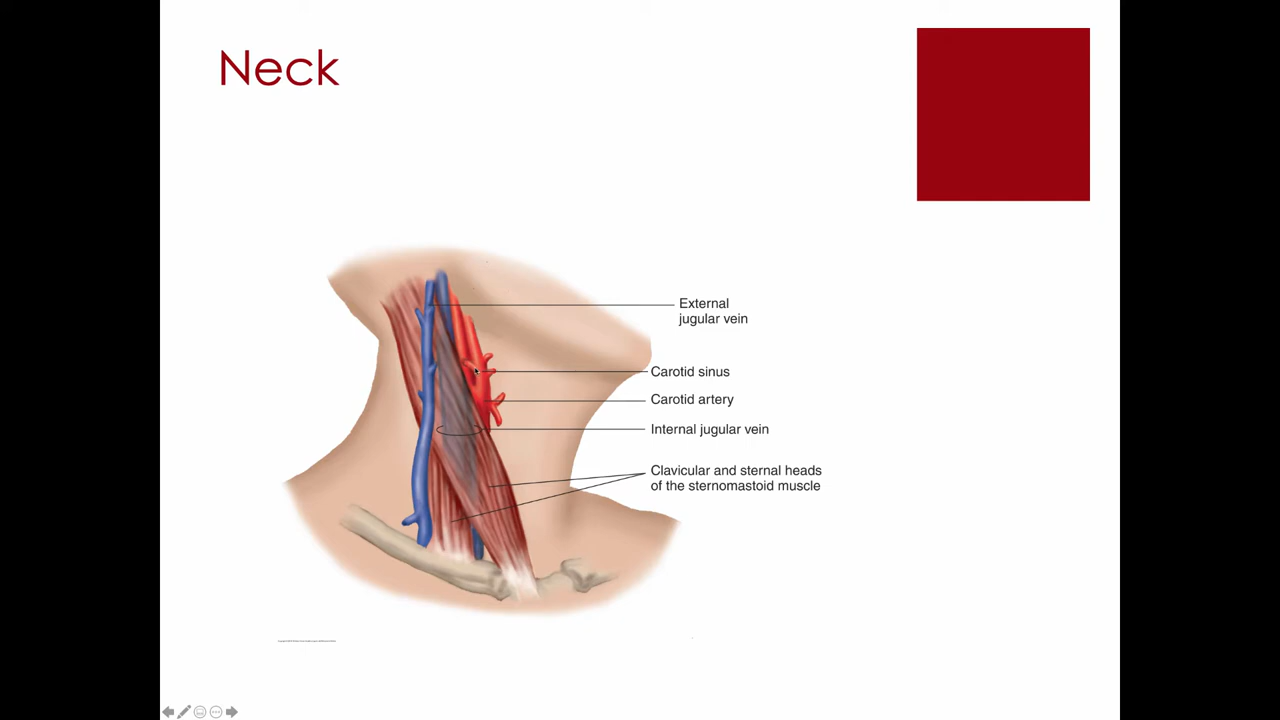 Neck
External
jugular vein
Carotid sinus
Carotid artery
Internal jugular vein
Clavicular and sternal heads
of the sternomastoid muscle